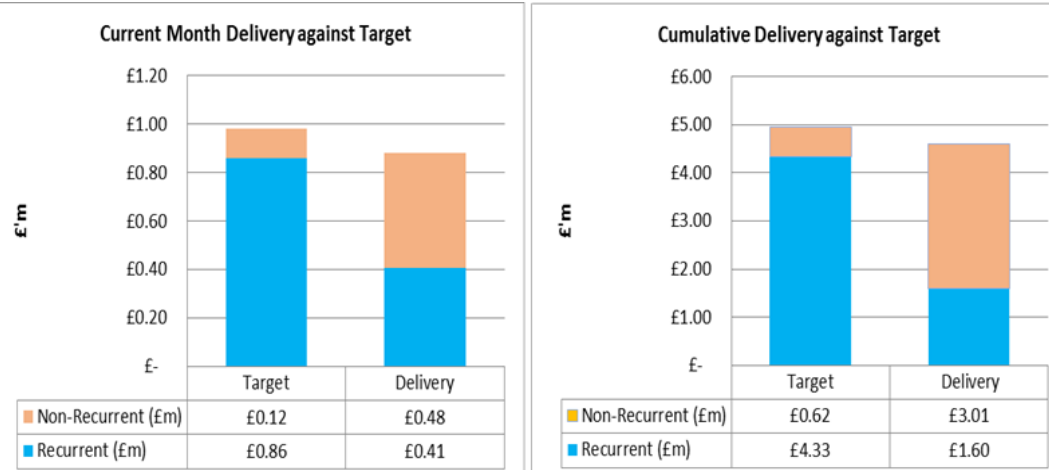 Current Month Delivery against Target
£1.20
£1.00
£0.80
£0.60
£0.40
£0.20
£-
£'m
Target Delivery
Non-Recurrent (£m) £0.12 £0.48
Recurrent (£m) £0.86 £0.41
Cumulative Delivery against Target
£6.00
£5.00
£4.00
£3.00
£2.00
£1.00
£-
£'m
Target Delivery
Non-Recurrent (£m) £0.62 £3.01
Recurrent (£m) £4.33 £1.60